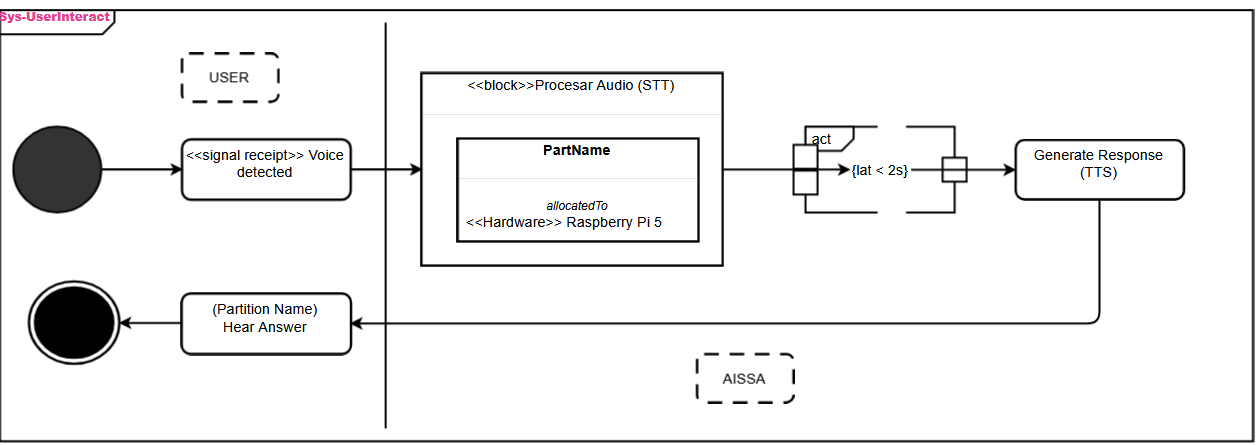 Sys-UserInteract
USER
<<signal receipt>> Voice
detected
<<block>>Procesar Audio (STT)
PartName
allocatedTo
<<Hardware>> Raspberry Pi 5
act
{lat < 2s}
Generate Response
(TTS)
(Partition Name)
Hear Answer
AISSA